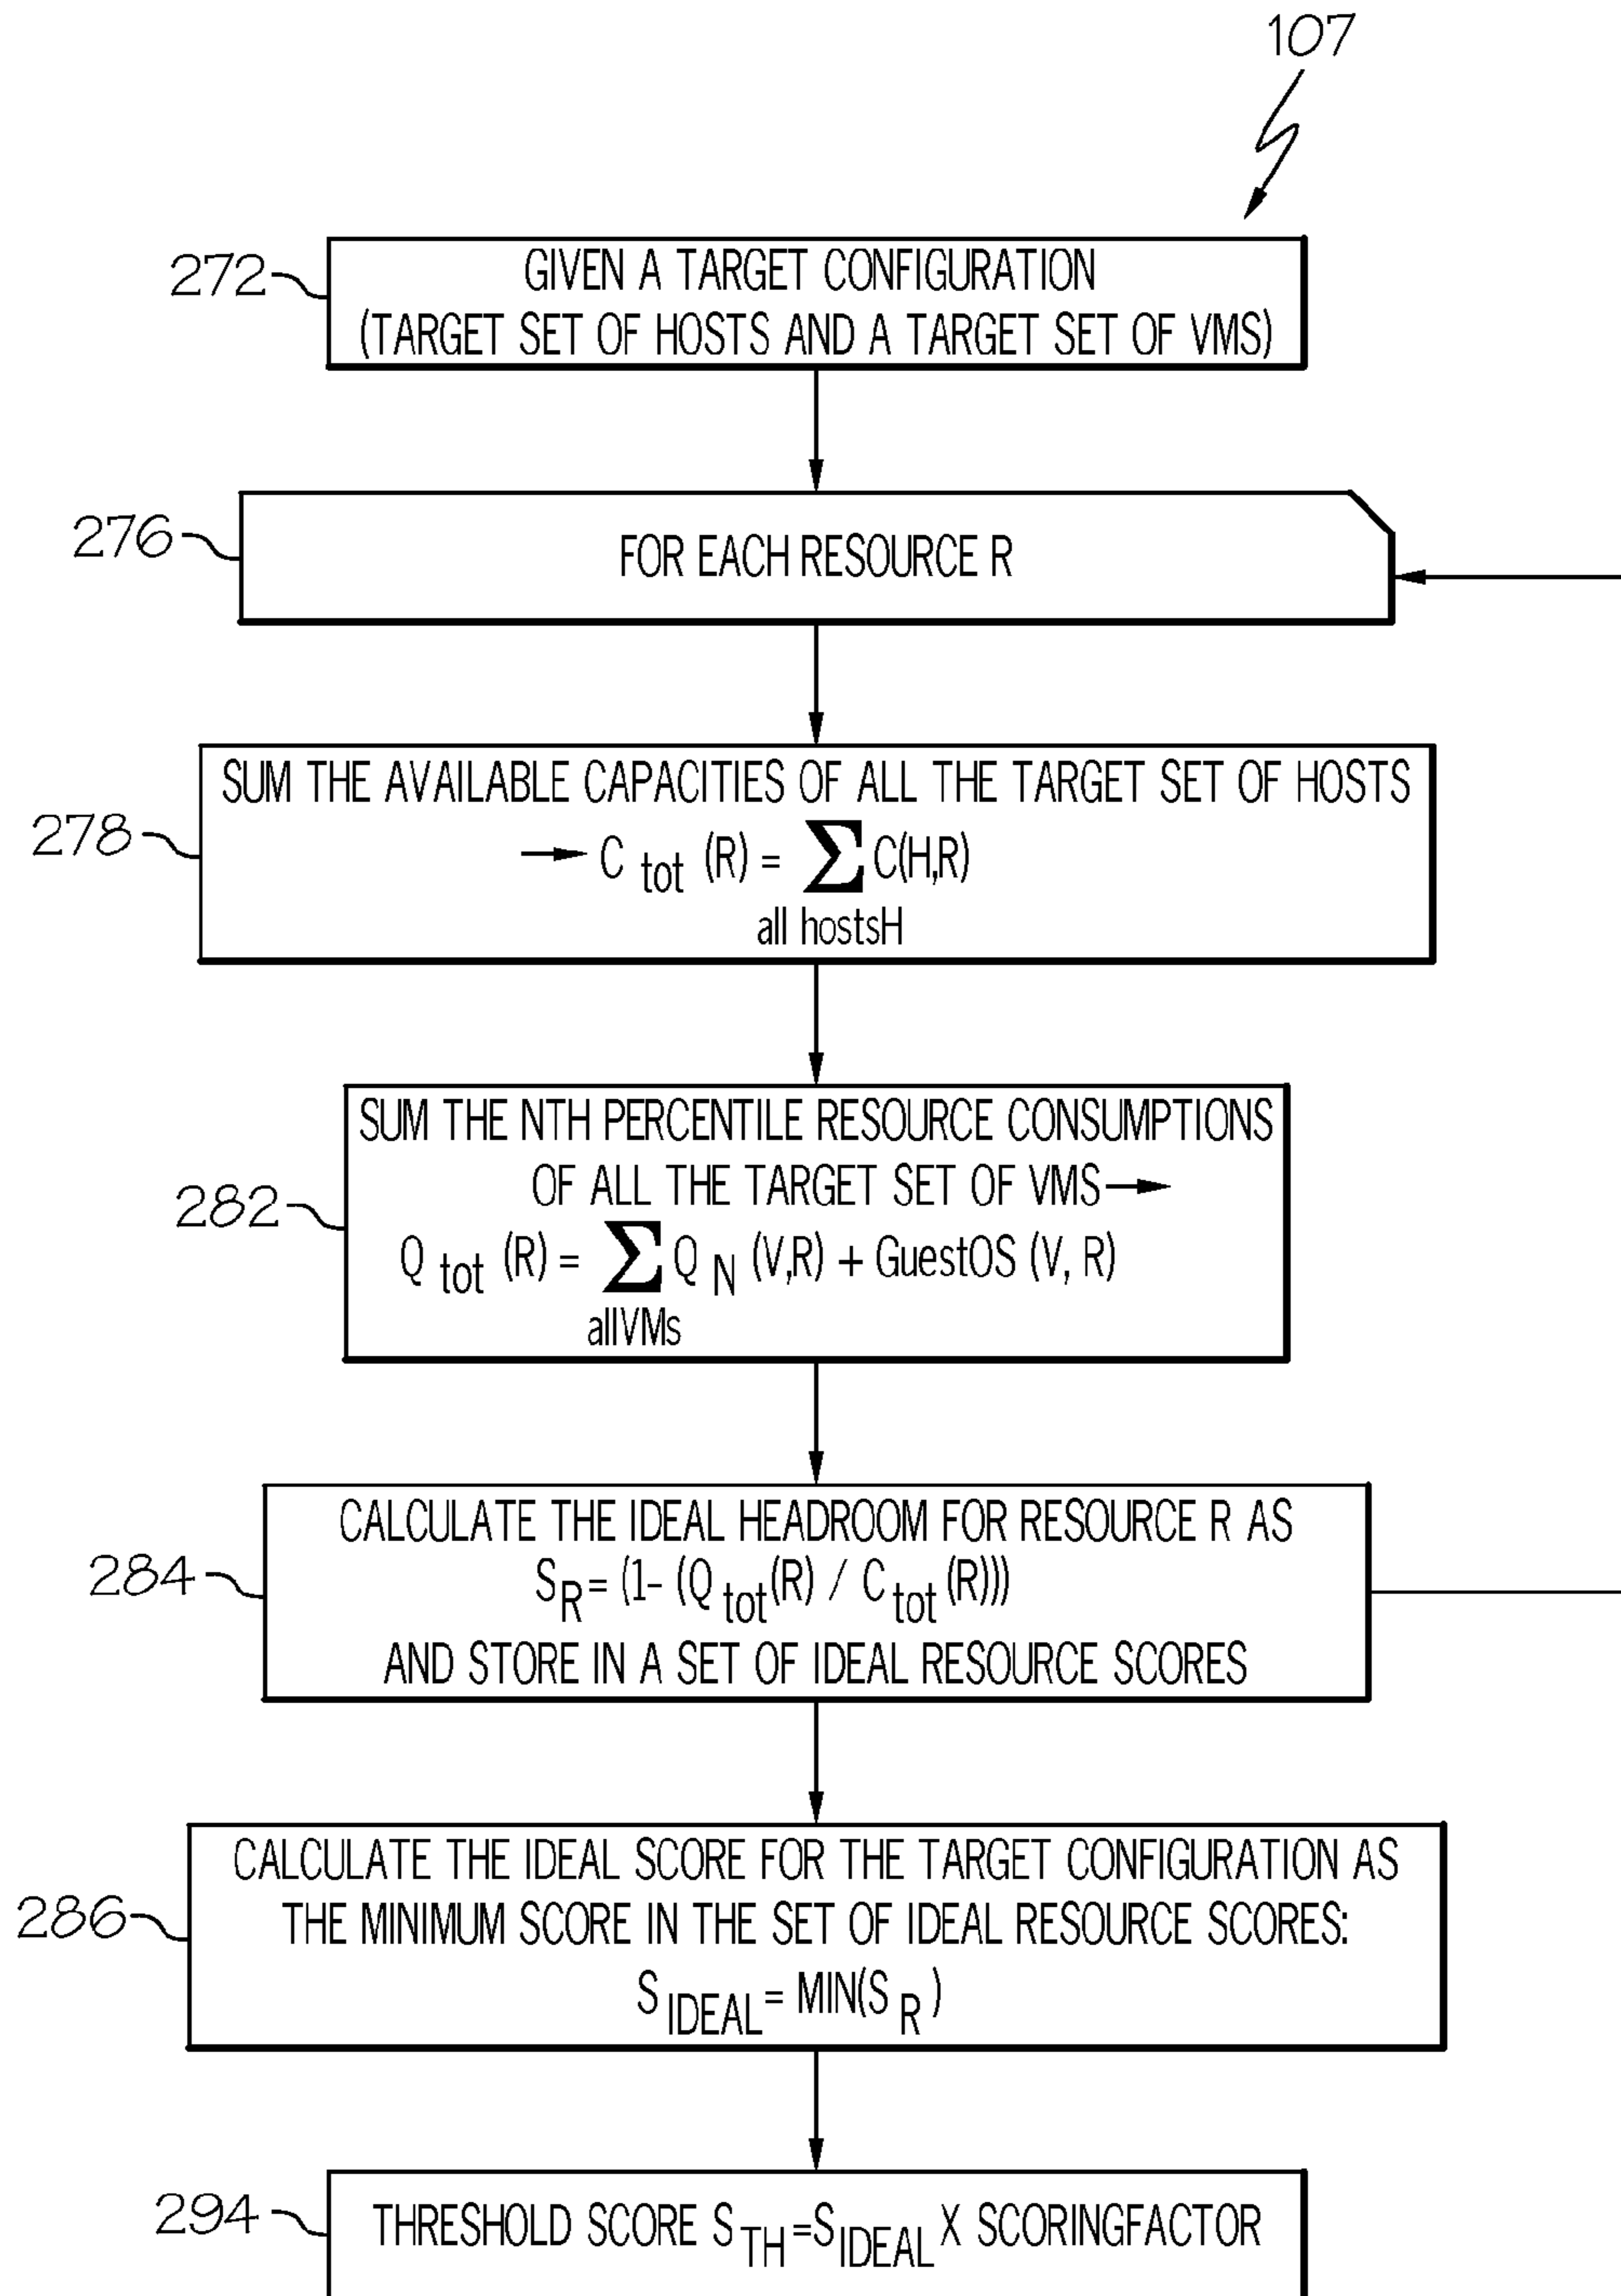 107
272
GIVEN A TARGET CONFIGURATION
(TARGET SET OF HOSTS AND A TARGET SET OF VMS)
276
FOR EACH RESOURCE R
278
SUM THE AVAILABLE CAPACITIES OF ALL THE TARGET SET OF HOSTS
→ C tot (R) = ∑ C(H,R)
all hostsH
282
SUM THE NTH PERCENTILE RESOURCE CONSUMPTIONS
OF ALL THE TARGET SET OF VMS →
Q tot (R) = ∑ Q N (V,R) + GuestOS (V, R)
allVMs
284
CALCULATE THE IDEAL HEADROOM FOR RESOURCE R AS
S R = (1- (Q tot (R) / C tot (R)))
AND STORE IN A SET OF IDEAL RESOURCE SCORES
286
CALCULATE THE IDEAL SCORE FOR THE TARGET CONFIGURATION AS
THE MINIMUM SCORE IN THE SET OF IDEAL RESOURCE SCORES:
S IDEAL = MIN(S R )
294
THRESHOLD SCORE S TH =S IDEAL X SCORINGFACTOR